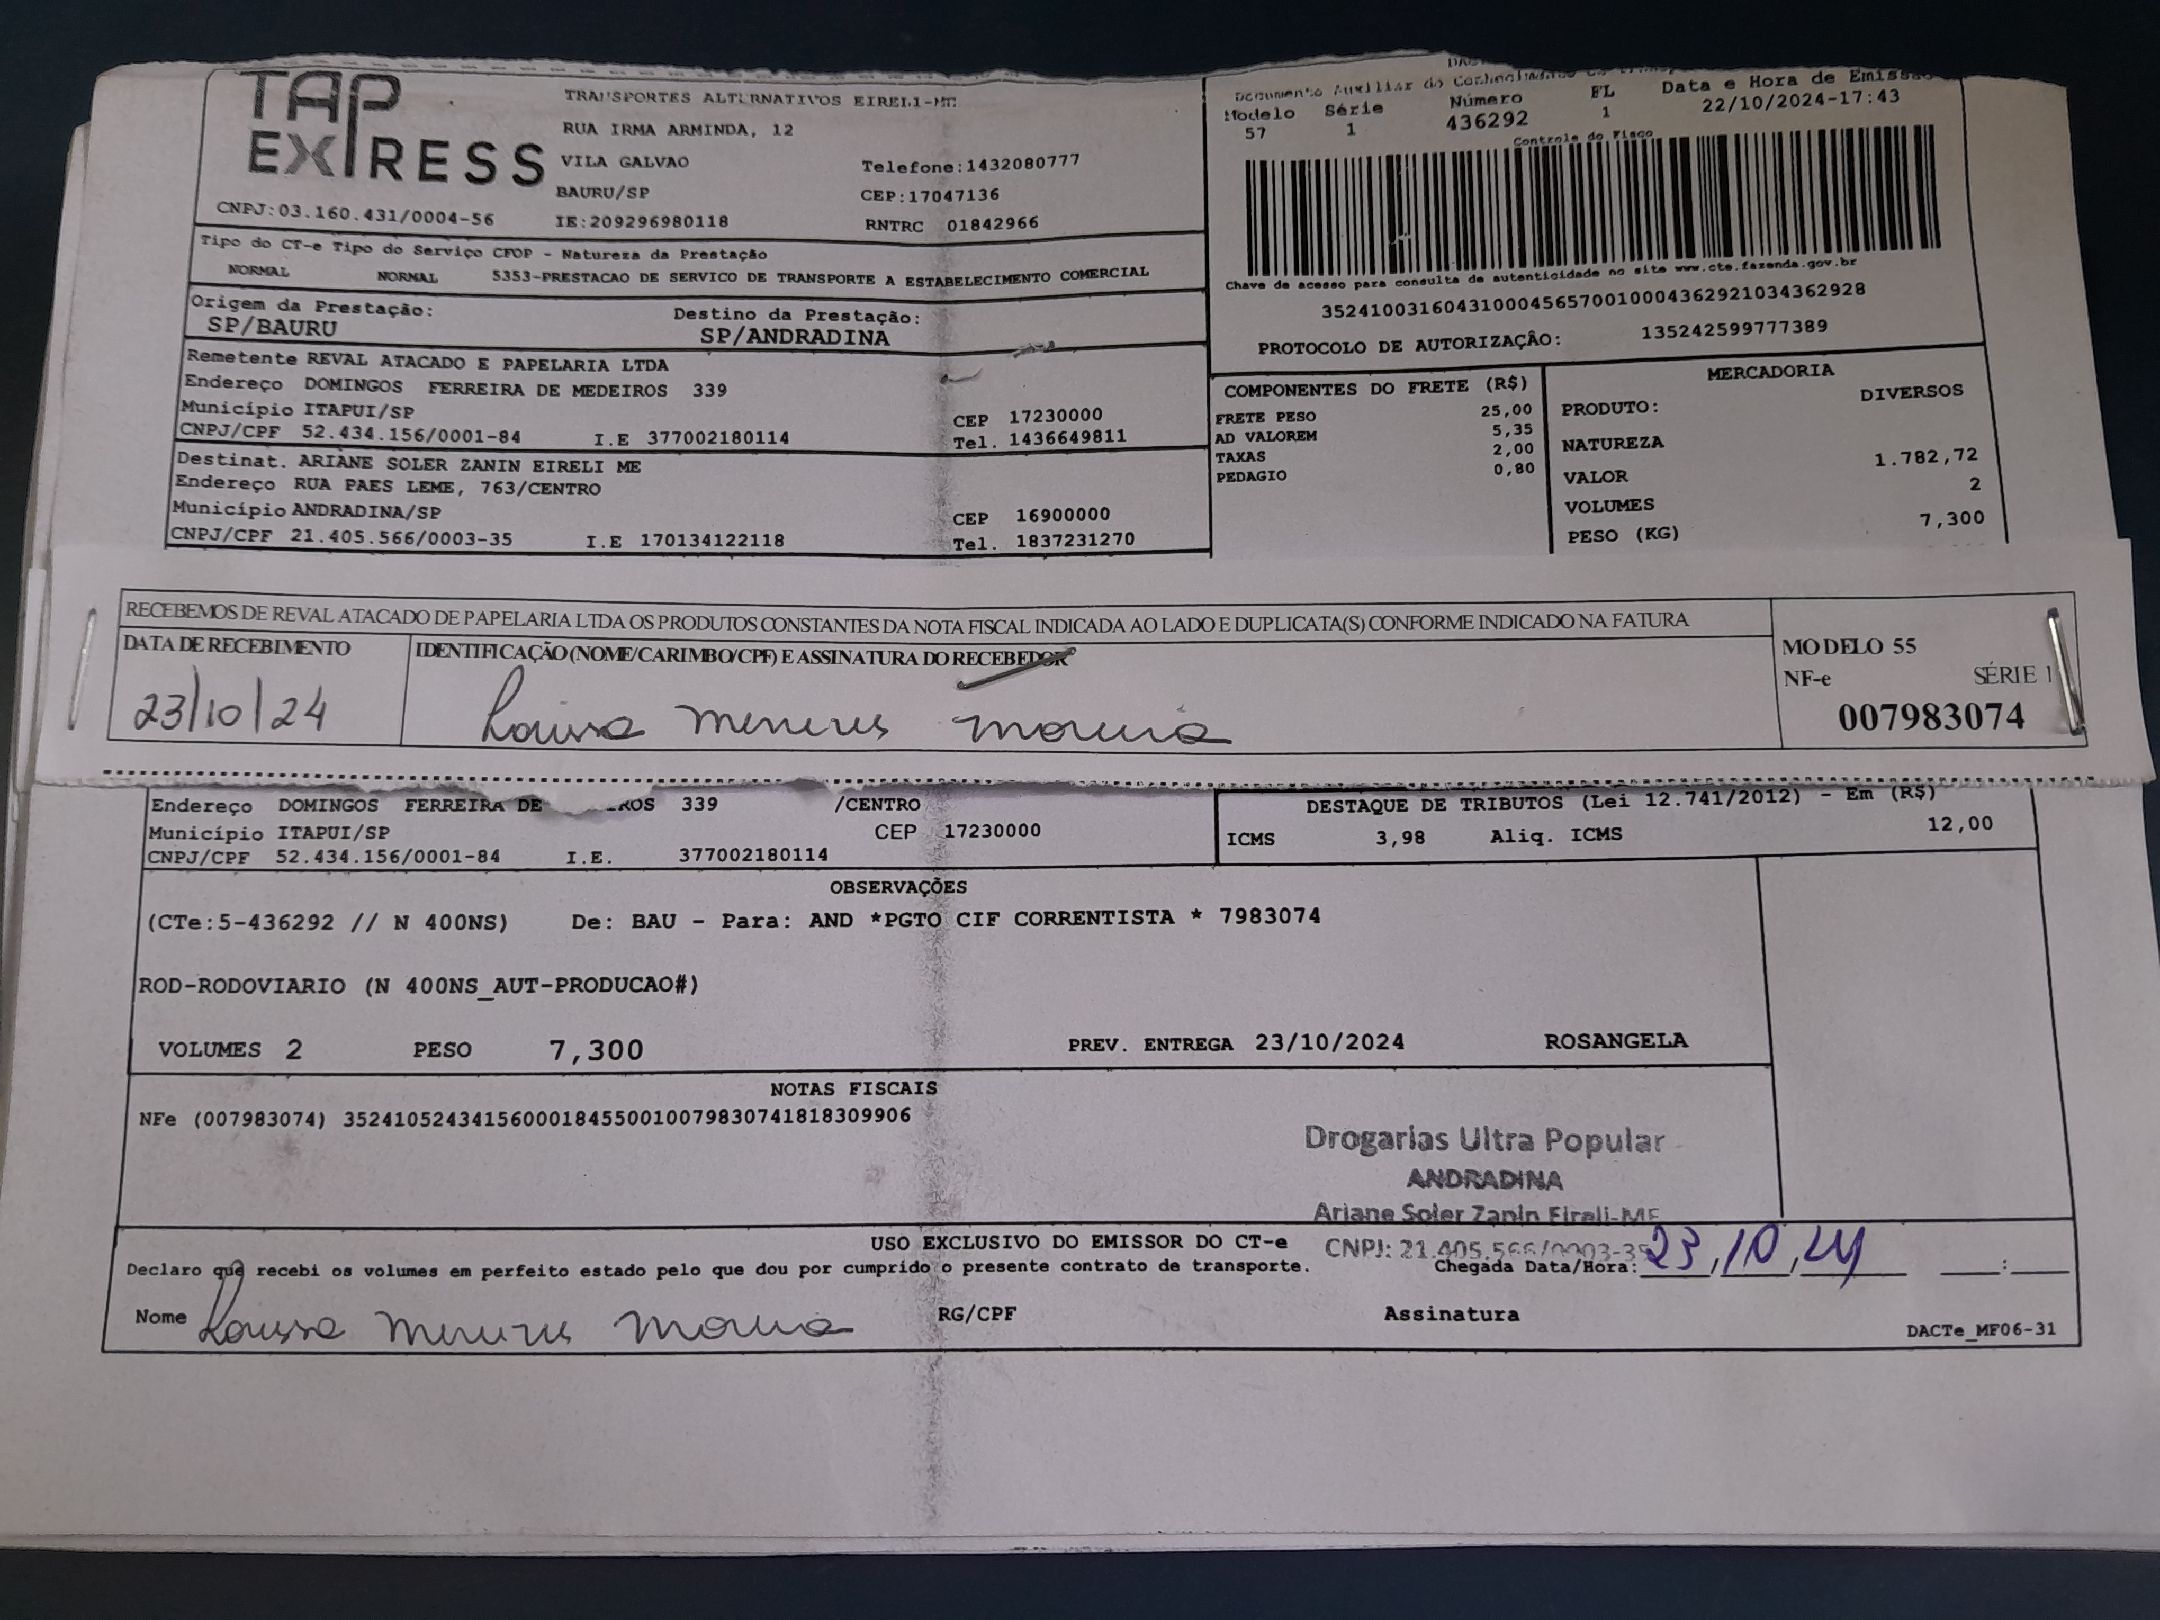 TAP EXPRESS
TRANSPORTES ALTERNATIVOS EIRELI-ME
RUA IRMA ARMINDA, 12
VILA GALVAO Telefone:1432080777
BAURU/SP CEP:17047136
CNPJ:03.160.431/0004-56 IE:209296980118 RNTRC 01842966
Documento Auxiliar do Conhecimento
Modelo Série Número FL Data e Hora de Emissão
57 1 436292 1 22/10/2024-17:43
Controle do Fisco
Chave de acesso para consulta de autenticidade no site www.cte.fazenda.gov.br
35241003160431000456570010004362921034362928
PROTOCOLO DE AUTORIZAÇÂO: 135242599777389
Tipo do CT-e Tipo do Serviço CFOP - Natureza da Prestação
NORMAL NORMAL 5353-PRESTACAO DE SERVICO DE TRANSPORTE A ESTABELECIMENTO COMERCIAL
Origem da Prestação: Destino da Prestação:
SP/BAURU SP/ANDRADINA
Remetente REVAL ATACADO E PAPELARIA LTDA
Endereço DOMINGOS FERREIRA DE MEDEIROS 339
Município ITAPUI/SP CEP 17230000
CNPJ/CPF 52.434.156/0001-84 I.E 377002180114 Tel. 1436649811
Destinat. ARIANE SOLER ZANIN EIRELI ME
Endereço RUA PAES LEME, 763/CENTRO
Município ANDRADINA/SP CEP 16900000
CNPJ/CPF 21.405.566/0003-35 I.E 170134122118 Tel. 1837231270
COMPONENTES DO FRETE (R$)
FRETE PESO 25,00
AD VALOREM 5,35
TAXAS 2,00
PEDAGIO 0,80
MERCADORIA
PRODUTO: DIVERSOS
NATUREZA
VALOR 1.782,72
VOLUMES 2
PESO (KG) 7,300
RECEBEMOS DE REVAL ATACADO DE PAPELARIA LTDA OS PRODUTOS CONSTANTES DA NOTA FISCAL INDICADA AO LADO E DUPLICATA(S) CONFORME INDICADO NA FATURA
DATA DE RECEBIMENTO IDENTIFICAÇÃO (NOME/CARIMBO/CPF) E ASSINATURA DO RECEBEDOR
23/10/24
MODELO 55
NF-e SÉRIE 1
007983074
Endereço DOMINGOS FERREIRA DE 339 /CENTRO
Município ITAPUI/SP CEP 17230000
CNPJ/CPF 52.434.156/0001-84 I.E. 377002180114
DESTAQUE DE TRIBUTOS (Lei 12.741/2012) - Em (R$)
ICMS 3,98 Aliq. ICMS 12,00
OBSERVAÇÕES
(CTe:5-436292 // N 400NS) De: BAU - Para: AND *PGTO CIF CORRENTISTA * 7983074
ROD-RODOVIARIO (N 400NS_AUT-PRODUCAO#)
VOLUMES 2 PESO 7,300 PREV. ENTREGA 23/10/2024 ROSANGELA
NOTAS FISCAIS
NFe (007983074) 35241052434156000184550010079830741818309906
Drogarias Ultra Popular
ANDRADINA
Ariane Soler Zanin Eireli-ME
CNPJ: 21.405.566/0003-35
USO EXCLUSIVO DO EMISSOR DO CT-e
Declaro que recebi os volumes em perfeito estado pelo que dou por cumprido o presente contrato de transporte. Chegada Data/Hora: 23/10/24 __:__
Nome RG/CPF Assinatura
DACTe_MF06-31